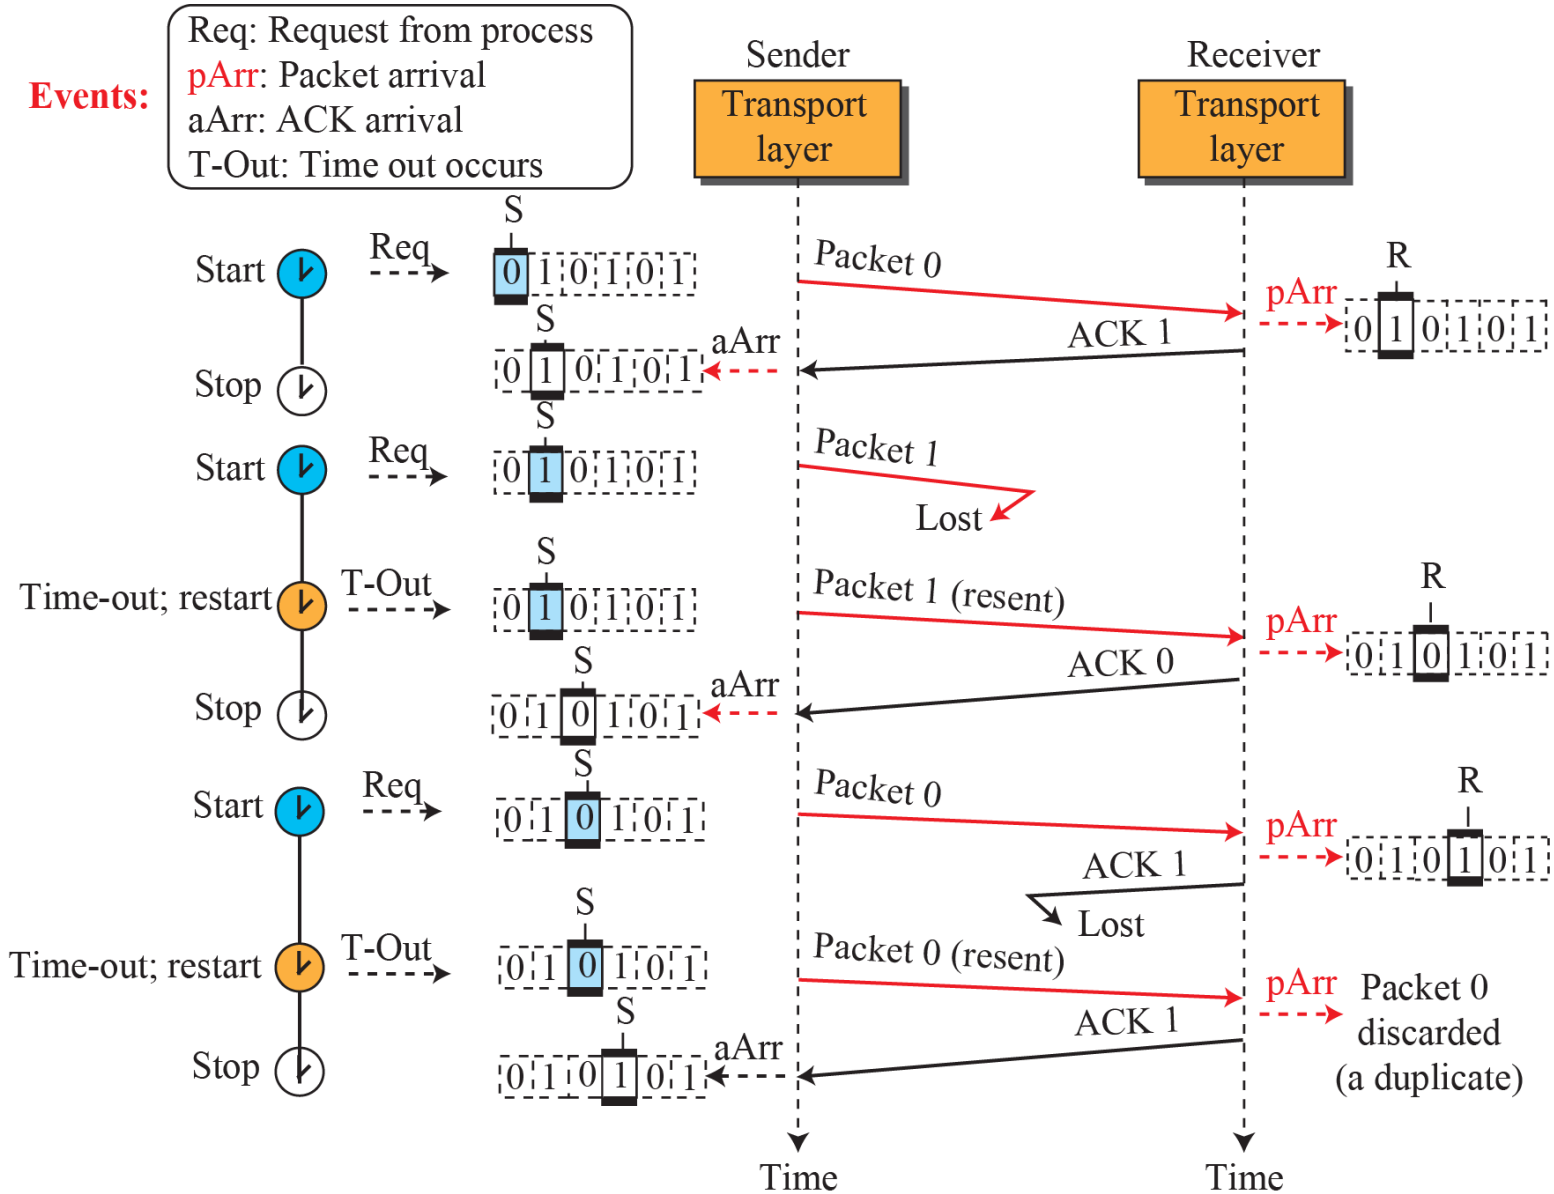 Events:
Req: Request from process
pArr: Packet arrival
aArr: ACK arrival
T-Out: Time out occurs
Sender
Transport
layer
Receiver
Transport
layer
S
Start
Req
0 1 0 1 0 1
Packet 0
pArr
R
0 1 0 1 0 1
S
Stop
0 1 0 1 0 1
aArr
ACK 1
S
Start
Req
0 1 0 1 0 1
Packet 1
Lost
S
Time-out; restart
T-Out
0 1 0 1 0 1
Packet 1 (resent)
pArr
R
0 1 0 1 0 1
S
Stop
0 1 0 1 0 1
aArr
ACK 0
S
Start
Req
0 1 0 1 0 1
Packet 0
pArr
R
0 1 0 1 0 1
ACK 1
Lost
S
Time-out; restart
T-Out
0 1 0 1 0 1
Packet 0 (resent)
pArr
Packet 0
discarded
(a duplicate)
S
Stop
0 1 0 1 0 1
aArr
ACK 1
Time
Time